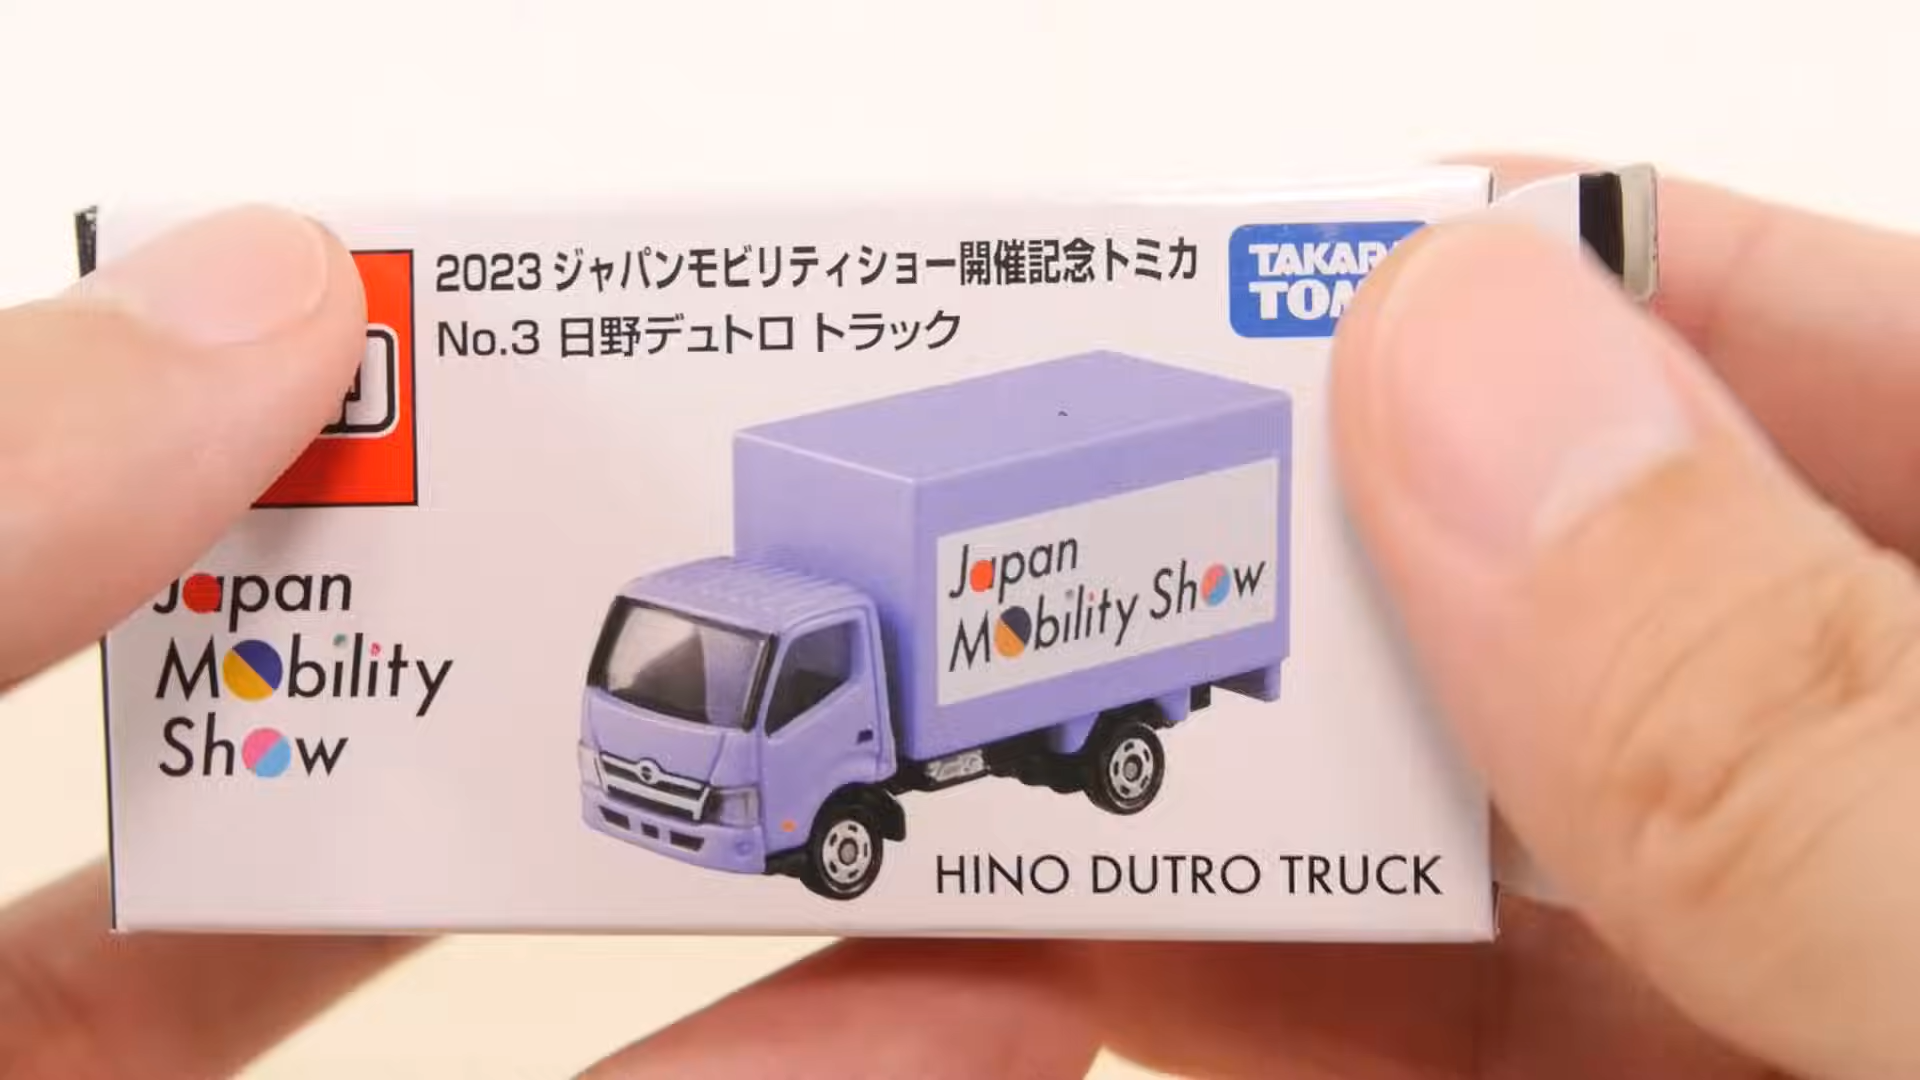 2023 ジャパンモビリティショー開催記念トミカ
No.3 日野デュトロ トラック
Japan
Mobility
Show
Japan
Mobility Show
HINO DUTRO TRUCK